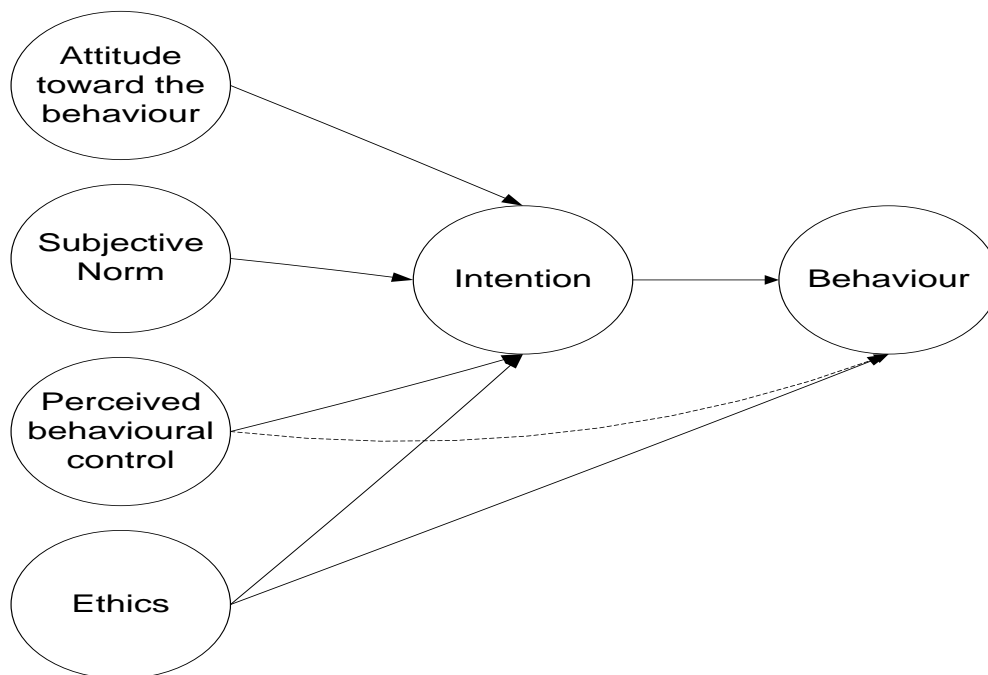 Attitude
toward the
behaviour
Subjective
Norm
Intention
Behaviour
Perceived
behavioural
control
Ethics